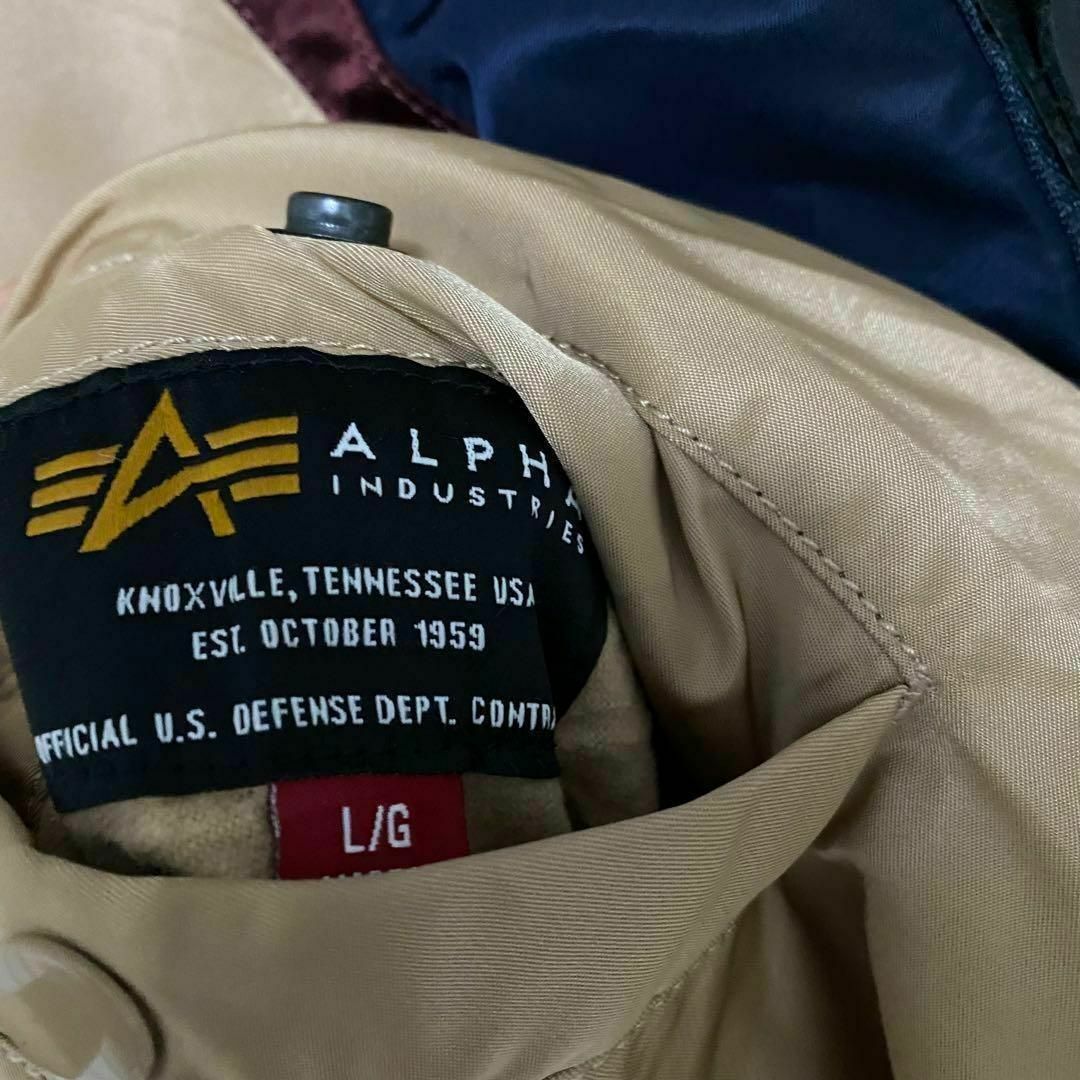 ALPHA
INDUSTRIES
KNOXVILLE, TENNESSEE USA
EST. OCTOBER 1959
OFFICIAL U.S. DEFENSE DEPT. CONTRA
L/G